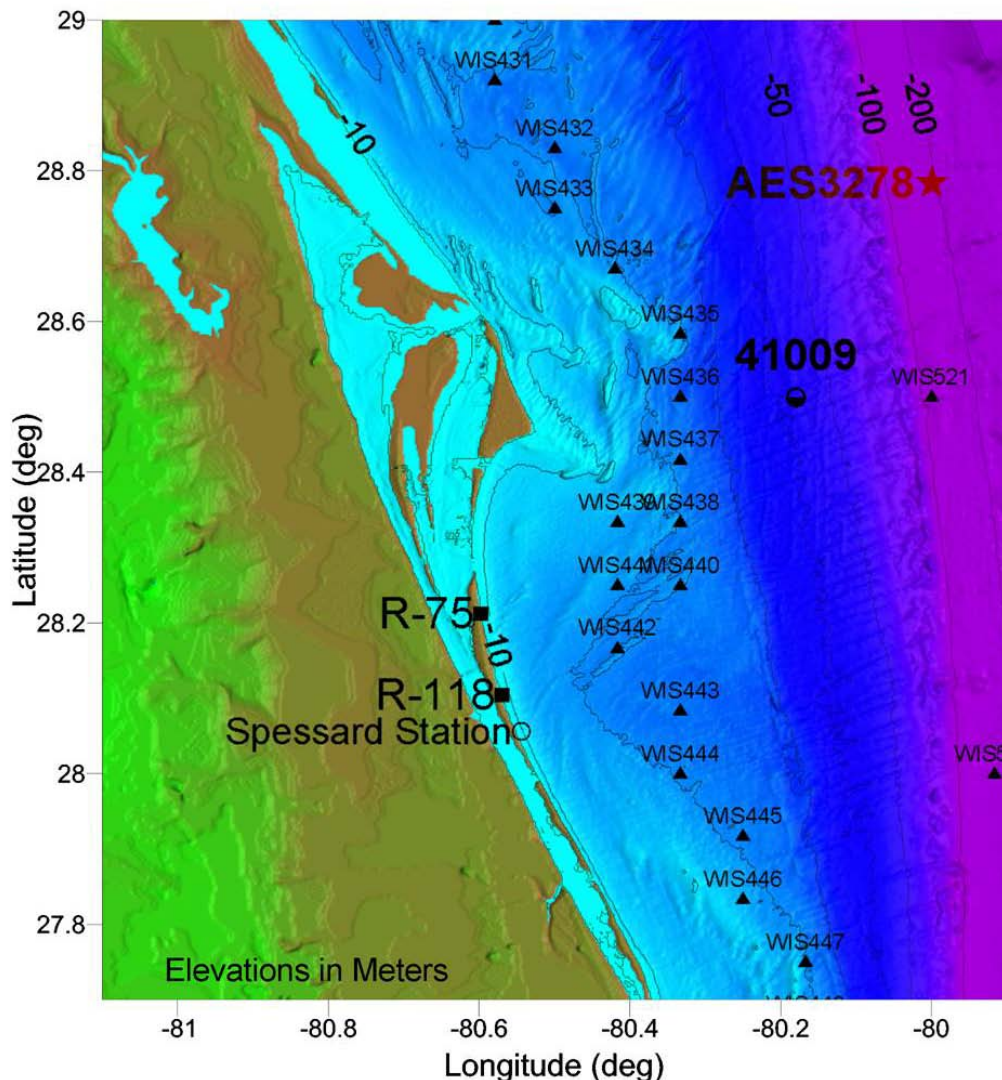 29
28.8
28.6
28.4
28.2
28
27.8
Latitude (deg)
WIS431
-10
WIS432
-50
-100
-200
WIS433
AES3278
WIS434
WIS435
41009
WIS436
WIS521
WIS437
WIS438
WIS440
R-75
WIS442
-10
R-118
WIS443
Spessard Station
WIS444
WIS445
WIS446
WIS447
Elevations in Meters
-81
-80.8
-80.6
-80.4
-80.2
-80
Longitude (deg)